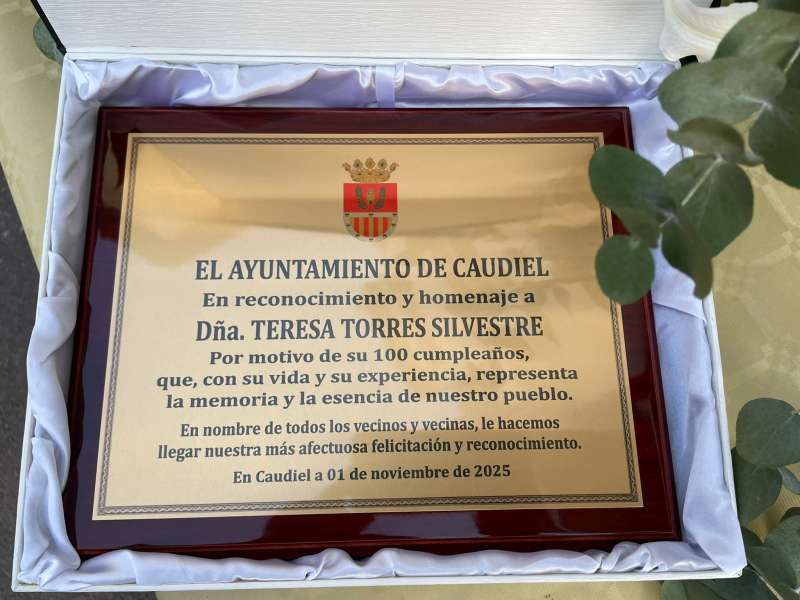 EL AYUNTAMIENTO DE CAUDIEL
En reconocimiento y homenaje a
Dña. TERESA TORRES SILVESTRE
Por motivo de su 100 cumpleaños,
que, con su vida y su experiencia, representa
la memoria y la esencia de nuestro pueblo.
En nombre de todos los vecinos y vecinas, le hacemos
llegar nuestra más afectuosa felicitación y reconocimiento.
En Caudiel a 01 de noviembre de 2025